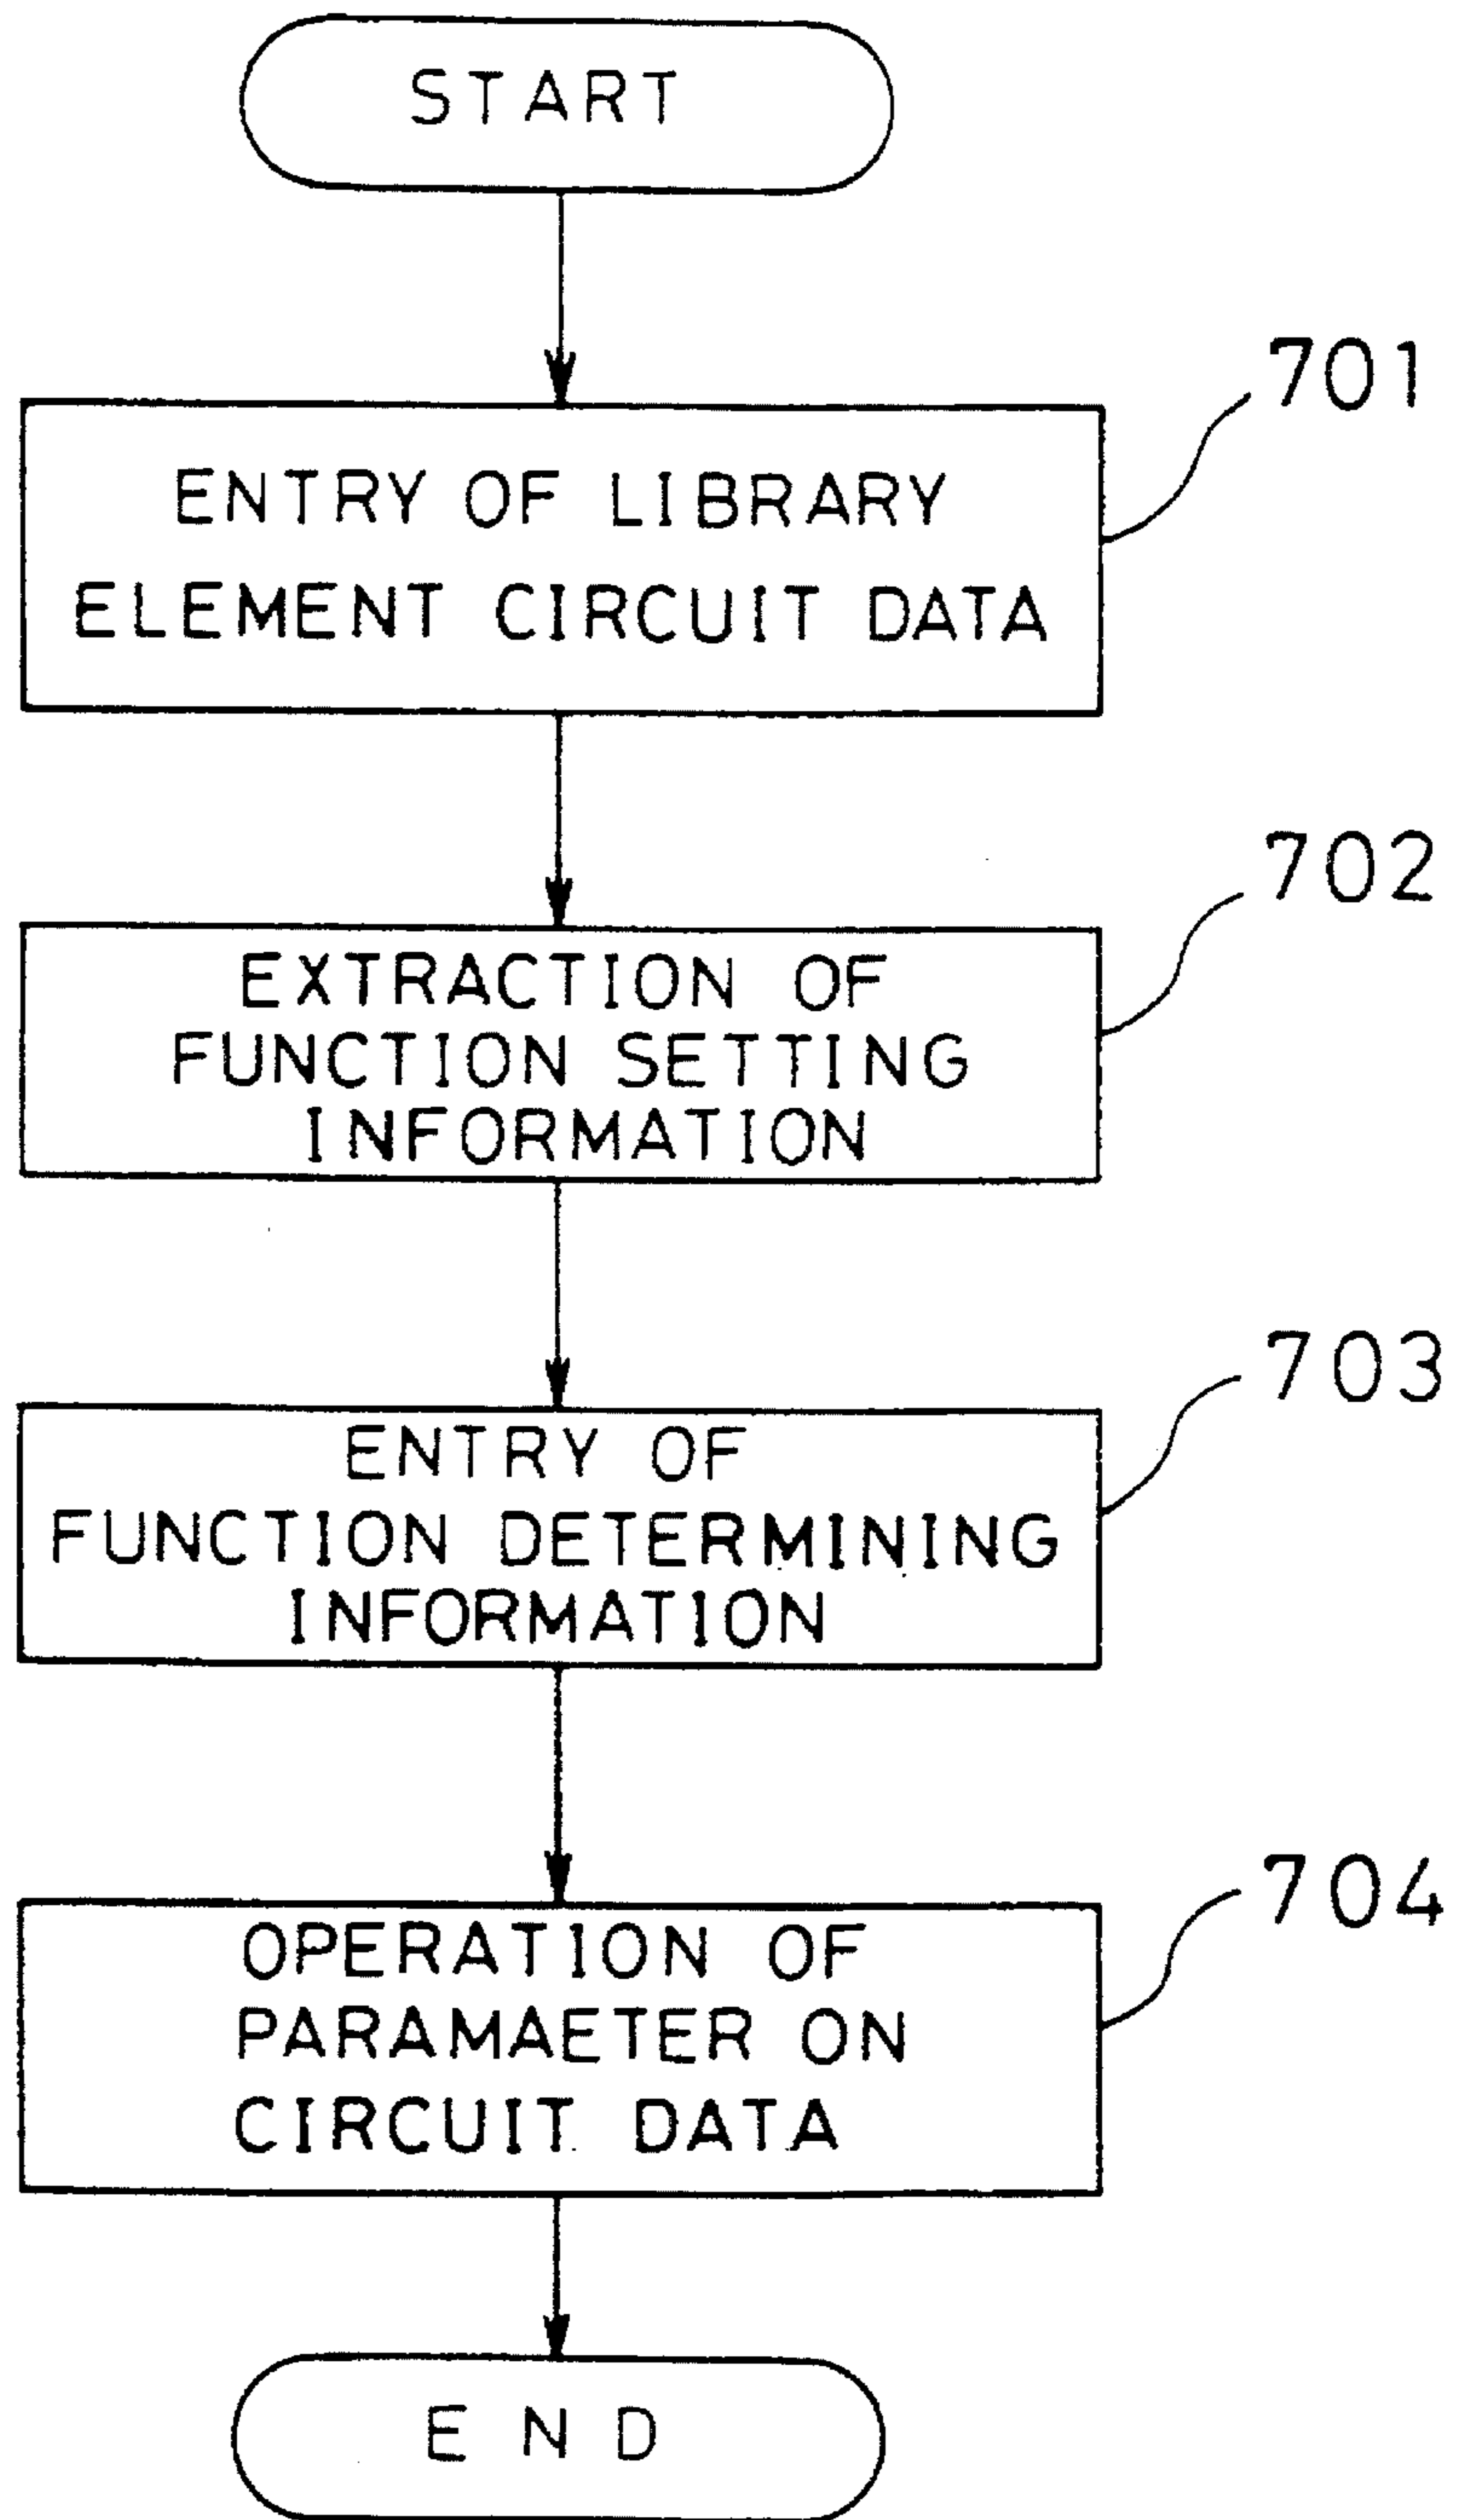 START
701
ENTRY OF LIBRARY
ELEMENT CIRCUIT DATA
702
EXTRACTION OF
FUNCTION SETTING
INFORMATION
703
ENTRY OF
FUNCTION DETERMINING
INFORMATION
704
OPERATION OF
PARAMAETER ON
CIRCUIT DATA
END